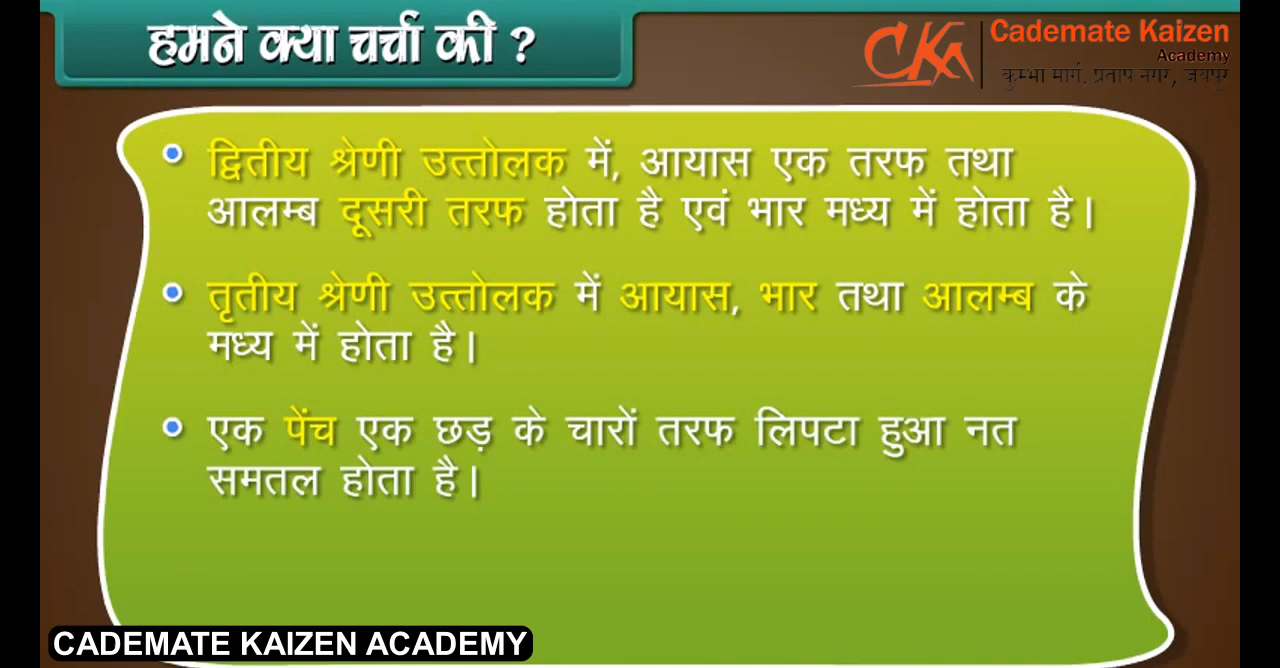 हमने क्या चर्चा की ?
Cademate Kaizen
Academy
कुम्भा मार्ग, प्रताप नगर, जयपुर
द्वितीय श्रेणी उत्तोलक में, आयास एक तरफ तथा
आलम्ब दूसरी तरफ होता है एवं भार मध्य में होता है।
तृतीय श्रेणी उत्तोलक में आयास, भार तथा आलम्ब के
मध्य में होता है।
एक पेंच एक छड़ के चारों तरफ लिपटा हुआ नत
समतल होता है।
CADEMATE KAIZEN ACADEMY